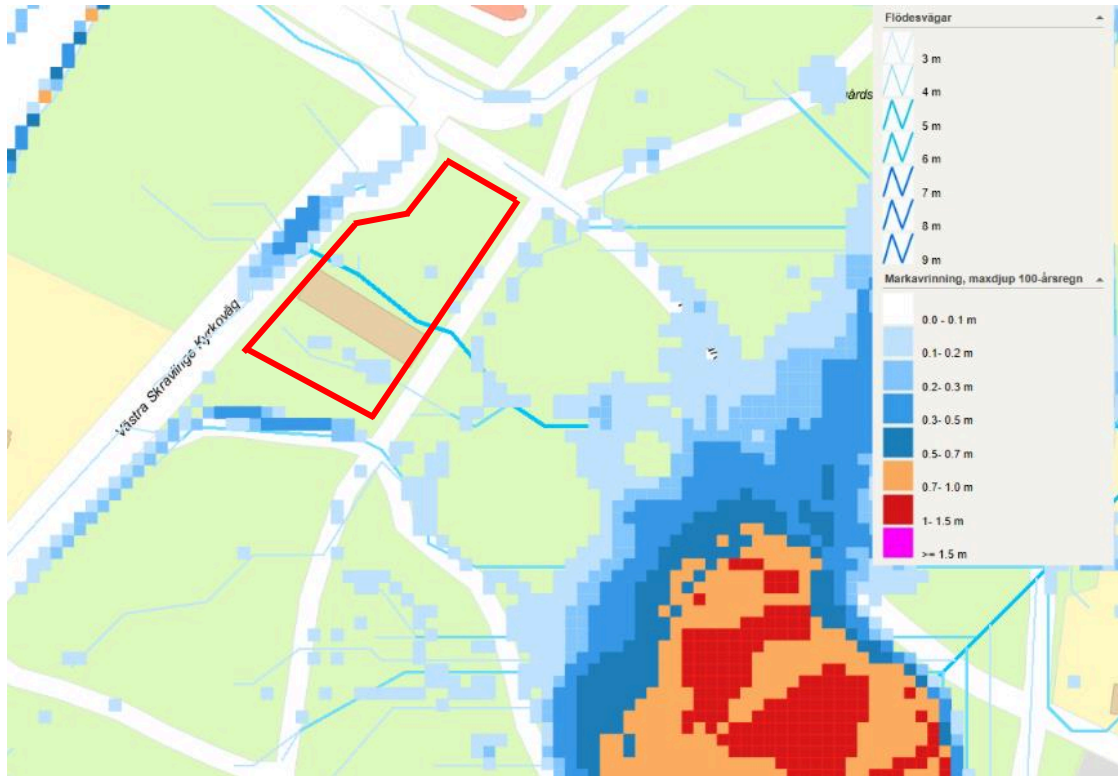 Flödesvägar
3 m
4 m
5 m
6 m
7 m
8 m
9 m
Markavrinning, maxdjup 100-årsregn
0.0 - 0.1 m
0.1- 0.2 m
0.2- 0.3 m
0.3- 0.5 m
0.5- 0.7 m
0.7- 1.0 m
1- 1.5 m
>= 1.5 m
årds
Västra Skrävlinge Kyrkoväg